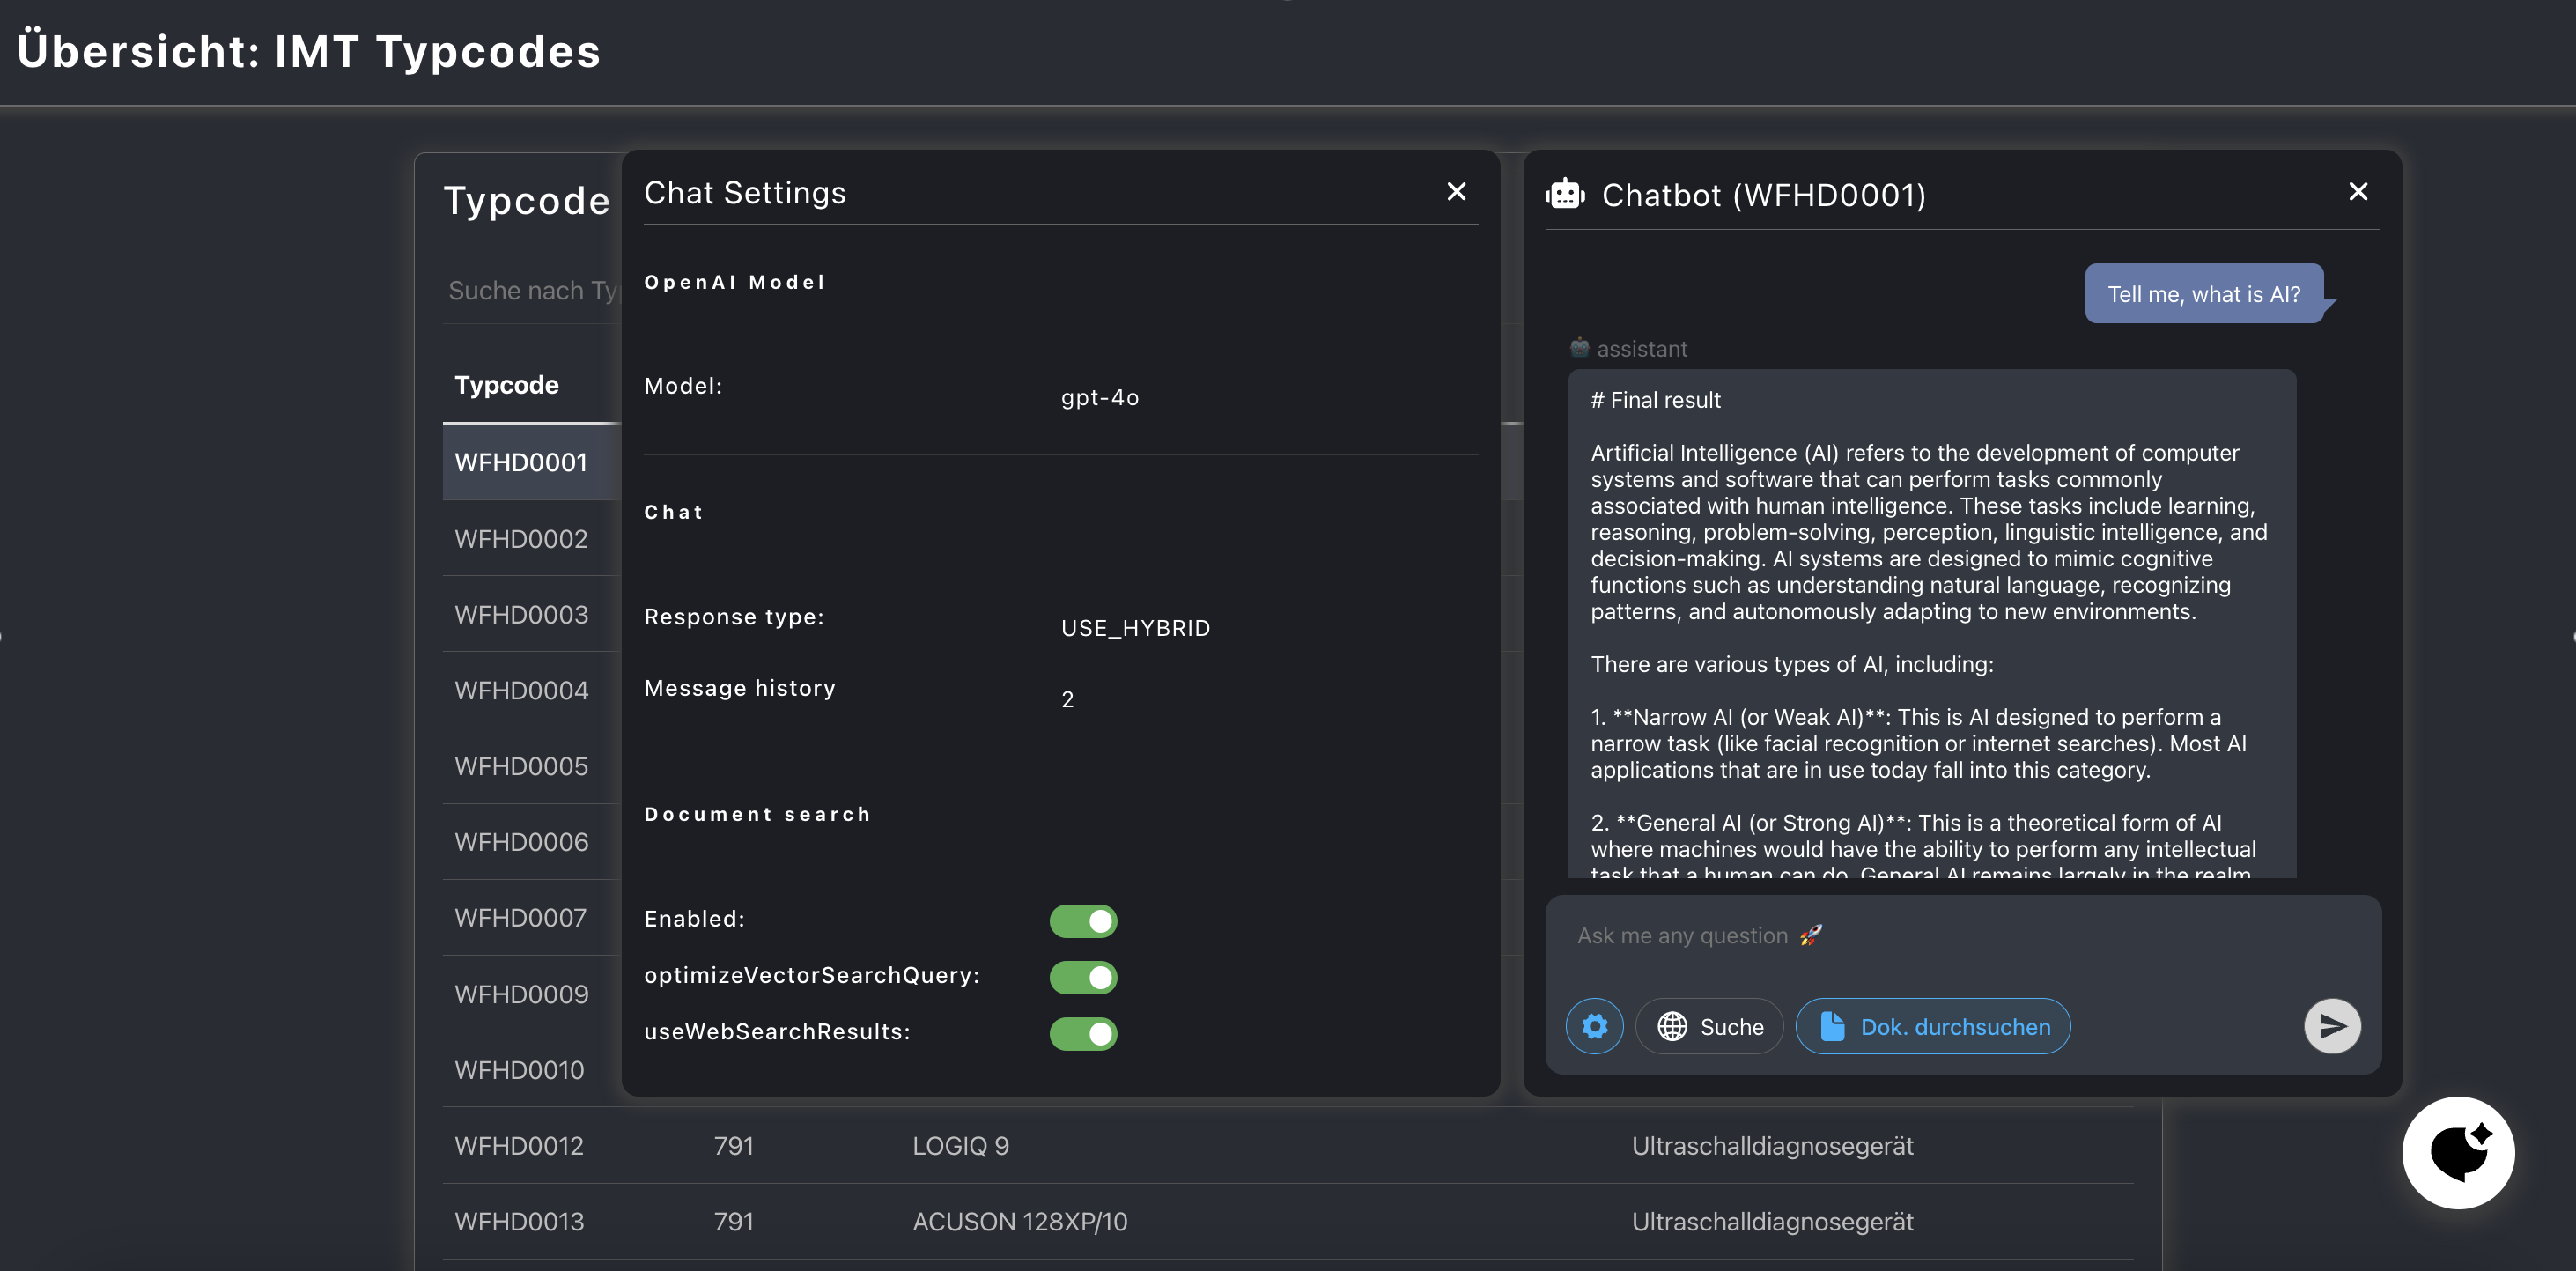 Übersicht: IMT Typcodes
Typcode
Suche nach Typ
Typcode
WFHD0001
WFHD0002
WFHD0003
WFHD0004
WFHD0005
WFHD0006
WFHD0007
WFHD0009
WFHD0010
WFHD0012 791 LOGIQ 9 Ultraschalldiagnosegerät
WFHD0013 791 ACUSON 128XP/10 Ultraschalldiagnosegerät
Chat Settings
OpenAI Model
Model: gpt-4o
Chat
Response type: USE_HYBRID
Message history 2
Document search
Enabled:
optimizeVectorSearchQuery:
useWebSearchResults:
Chatbot (WFHD0001)
Tell me, what is AI?
assistant
# Final result
Artificial Intelligence (AI) refers to the development of computer
systems and software that can perform tasks commonly
associated with human intelligence. These tasks include learning,
reasoning, problem-solving, perception, linguistic intelligence, and
decision-making. AI systems are designed to mimic cognitive
functions such as understanding natural language, recognizing
patterns, and autonomously adapting to new environments.
There are various types of AI, including:
1. **Narrow AI (or Weak AI)**: This is AI designed to perform a
narrow task (like facial recognition or internet searches). Most AI
applications that are in use today fall into this category.
2. **General AI (or Strong AI)**: This is a theoretical form of AI
where machines would have the ability to perform any intellectual
task that a human can do. General AI remains largely in the realm
Ask me any question 🚀
Suche
Dok. durchsuchen